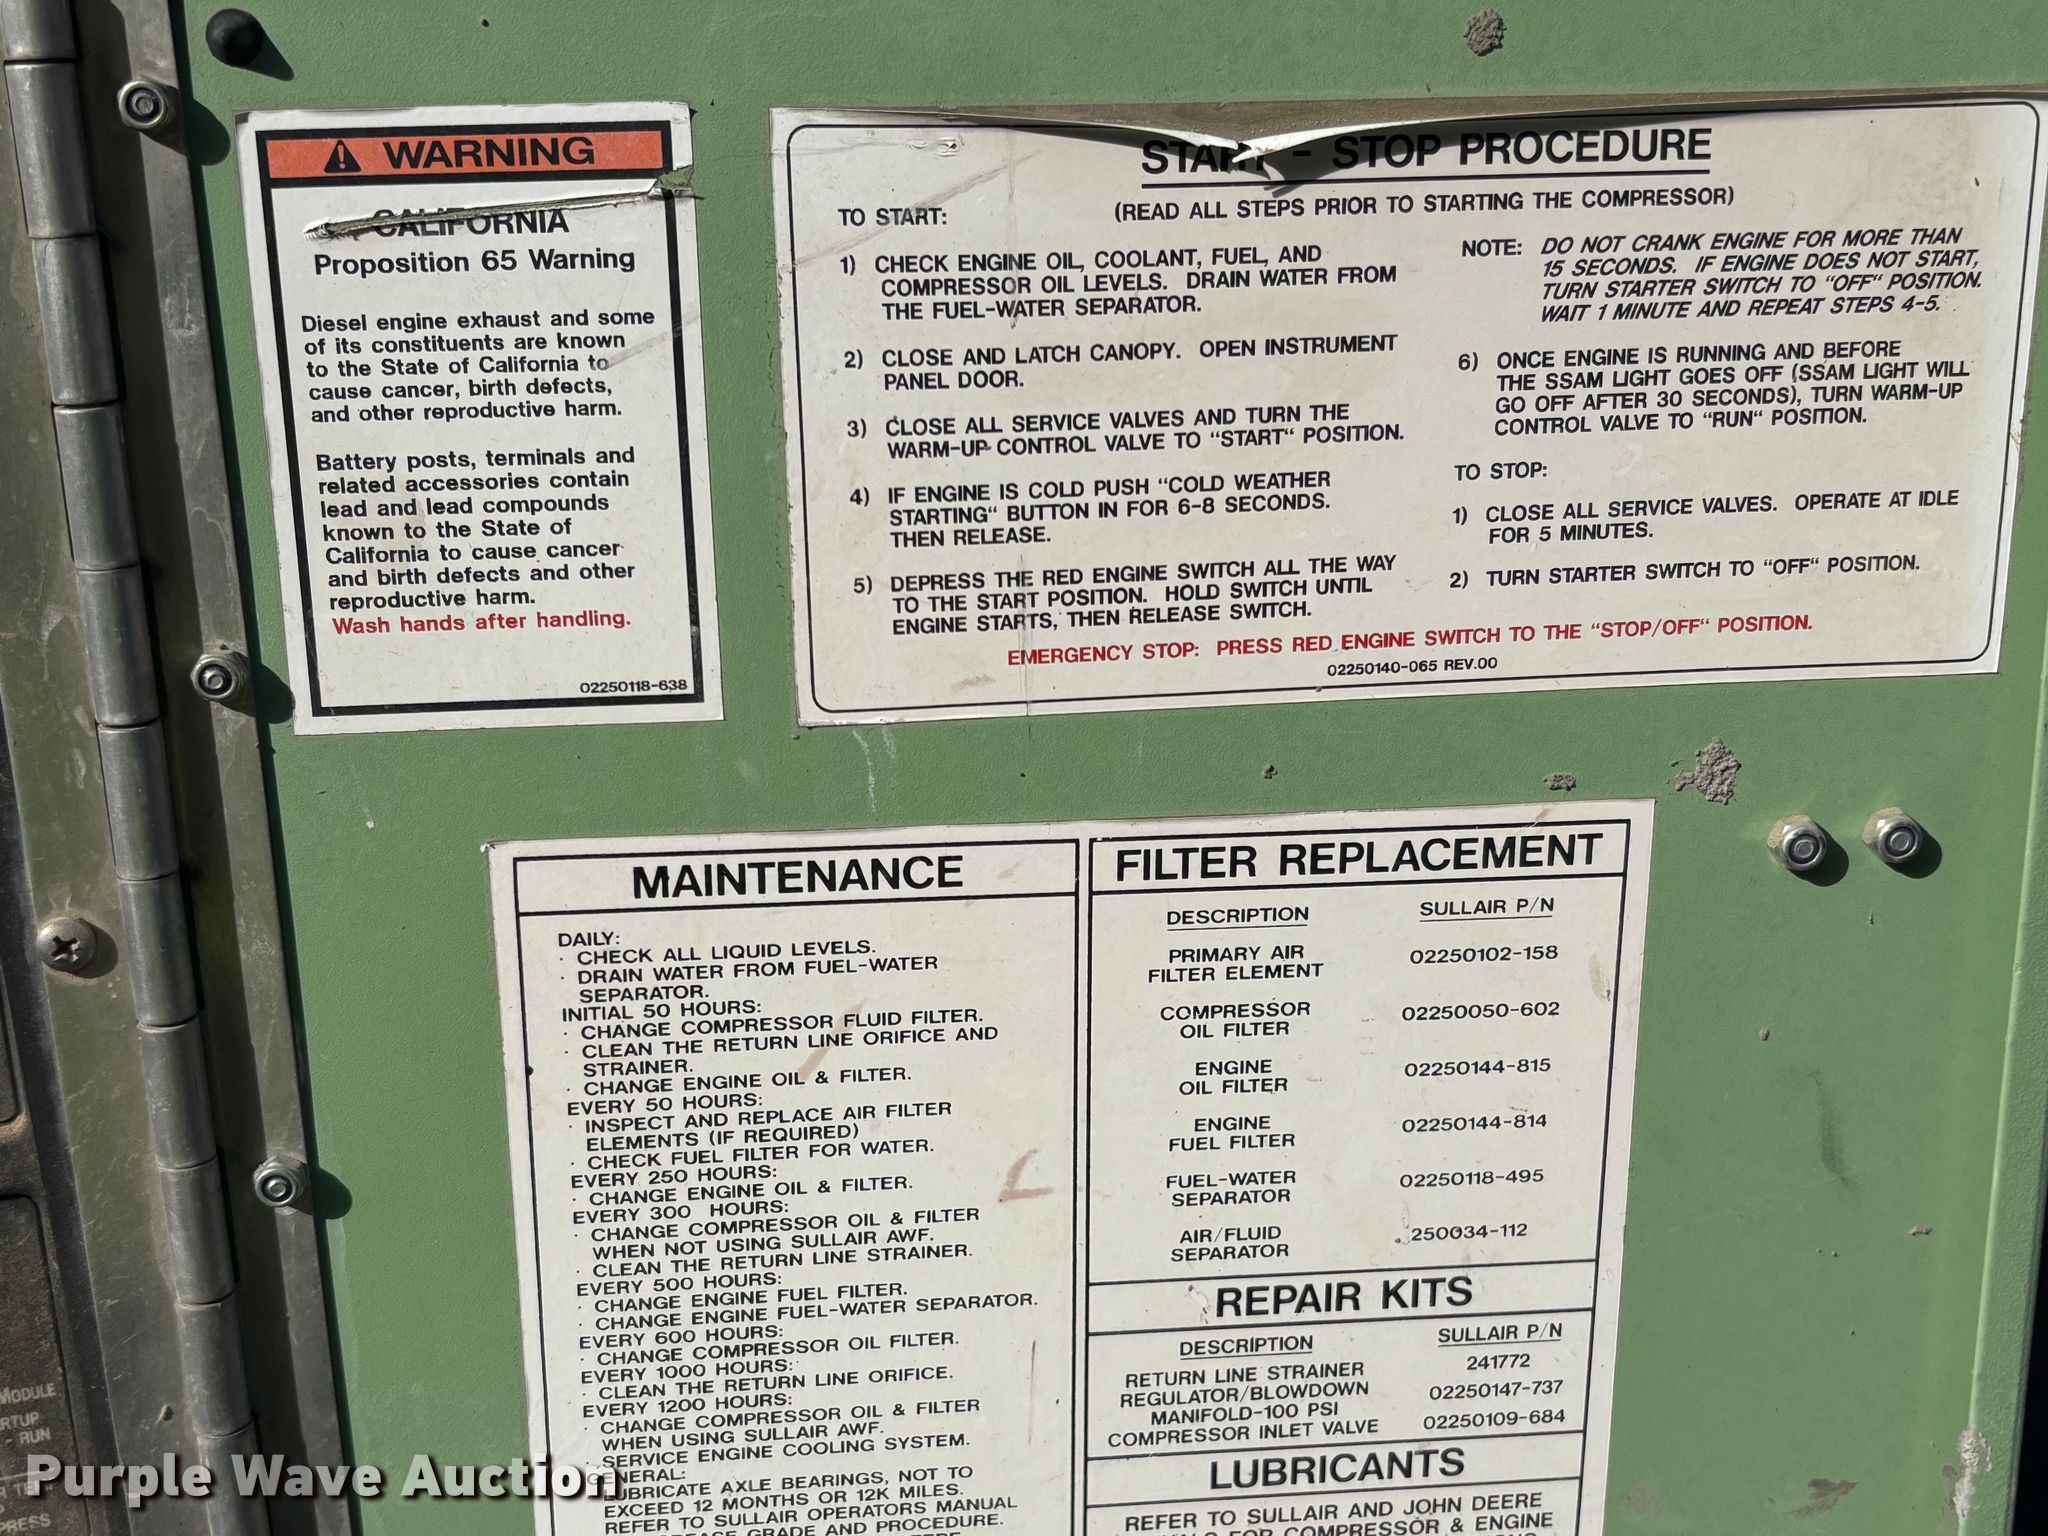 WARNING
CALIFORNIA
Proposition 65 Warning
Diesel engine exhaust and some
of its constituents are known
to the State of California to
cause cancer, birth defects,
and other reproductive harm.
Battery posts, terminals and
related accessories contain
lead and lead compounds
known to the State of
California to cause cancer
and birth defects and other
reproductive harm.
Wash hands after handling.
02250118-638
START - STOP PROCEDURE
(READ ALL STEPS PRIOR TO STARTING THE COMPRESSOR)
TO START:
1) CHECK ENGINE OIL, COOLANT, FUEL, AND
COMPRESSOR OIL LEVELS. DRAIN WATER FROM
THE FUEL-WATER SEPARATOR.
2) CLOSE AND LATCH CANOPY. OPEN INSTRUMENT
PANEL DOOR.
3) CLOSE ALL SERVICE VALVES AND TURN THE
WARM-UP CONTROL VALVE TO "START" POSITION.
4) IF ENGINE IS COLD PUSH "COLD WEATHER
STARTING" BUTTON IN FOR 6-8 SECONDS.
THEN RELEASE.
5) DEPRESS THE RED ENGINE SWITCH ALL THE WAY
TO THE START POSITION. HOLD SWITCH UNTIL
ENGINE STARTS, THEN RELEASE SWITCH.
NOTE: DO NOT CRANK ENGINE FOR MORE THAN
15 SECONDS. IF ENGINE DOES NOT START,
TURN STARTER SWITCH TO "OFF" POSITION.
WAIT 1 MINUTE AND REPEAT STEPS 4-5.
6) ONCE ENGINE IS RUNNING AND BEFORE
THE SSAM LIGHT GOES OFF (SSAM LIGHT WILL
GO OFF AFTER 30 SECONDS), TURN WARM-UP
CONTROL VALVE TO "RUN" POSITION.
TO STOP:
1) CLOSE ALL SERVICE VALVES. OPERATE AT IDLE
FOR 5 MINUTES.
2) TURN STARTER SWITCH TO "OFF" POSITION.
EMERGENCY STOP: PRESS RED ENGINE SWITCH TO THE "STOP/OFF" POSITION.
02250140-065 REV.00
MAINTENANCE
DAILY:
· CHECK ALL LIQUID LEVELS.
· DRAIN WATER FROM FUEL-WATER
SEPARATOR.
INITIAL 50 HOURS:
· CHANGE COMPRESSOR FLUID FILTER.
· CLEAN THE RETURN LINE ORIFICE AND
STRAINER.
· CHANGE ENGINE OIL & FILTER.
EVERY 50 HOURS:
· INSPECT AND REPLACE AIR FILTER
ELEMENTS (IF REQUIRED)
· CHECK FUEL FILTER FOR WATER.
EVERY 250 HOURS:
· CHANGE ENGINE OIL & FILTER.
EVERY 300 HOURS:
· CHANGE COMPRESSOR OIL & FILTER
WHEN NOT USING SULLAIR AWF.
· CLEAN THE RETURN LINE STRAINER.
EVERY 500 HOURS:
· CHANGE ENGINE FUEL FILTER.
· CHANGE ENGINE FUEL-WATER SEPARATOR.
EVERY 600 HOURS:
· CHANGE COMPRESSOR OIL FILTER.
EVERY 1000 HOURS:
· CLEAN THE RETURN LINE ORIFICE.
EVERY 1200 HOURS:
· CHANGE COMPRESSOR OIL & FILTER
WHEN USING SULLAIR AWF.
· SERVICE ENGINE COOLING SYSTEM.
GENERAL:
LUBRICATE AXLE BEARINGS, NOT TO
EXCEED 12 MONTHS OR 12K MILES.
REFER TO SULLAIR OPERATORS MANUAL
GRADE AND PROCEDURE.
FILTER REPLACEMENT
DESCRIPTION SULLAIR P/N
PRIMARY AIR
FILTER ELEMENT 02250102-158
COMPRESSOR
OIL FILTER 02250050-602
ENGINE
OIL FILTER 02250144-815
ENGINE
FUEL FILTER 02250144-814
FUEL-WATER
SEPARATOR 02250118-495
AIR/FLUID
SEPARATOR 250034-112
REPAIR KITS
DESCRIPTION SULLAIR P/N
RETURN LINE STRAINER 241772
REGULATOR/BLOWDOWN
MANIFOLD-100 PSI 02250147-737
COMPRESSOR INLET VALVE 02250109-684
LUBRICANTS
REFER TO SULLAIR AND JOHN DEERE
FOR COMPRESSOR & ENGINE
MODULE
- RUN
PRESS
Purple Wave Auction